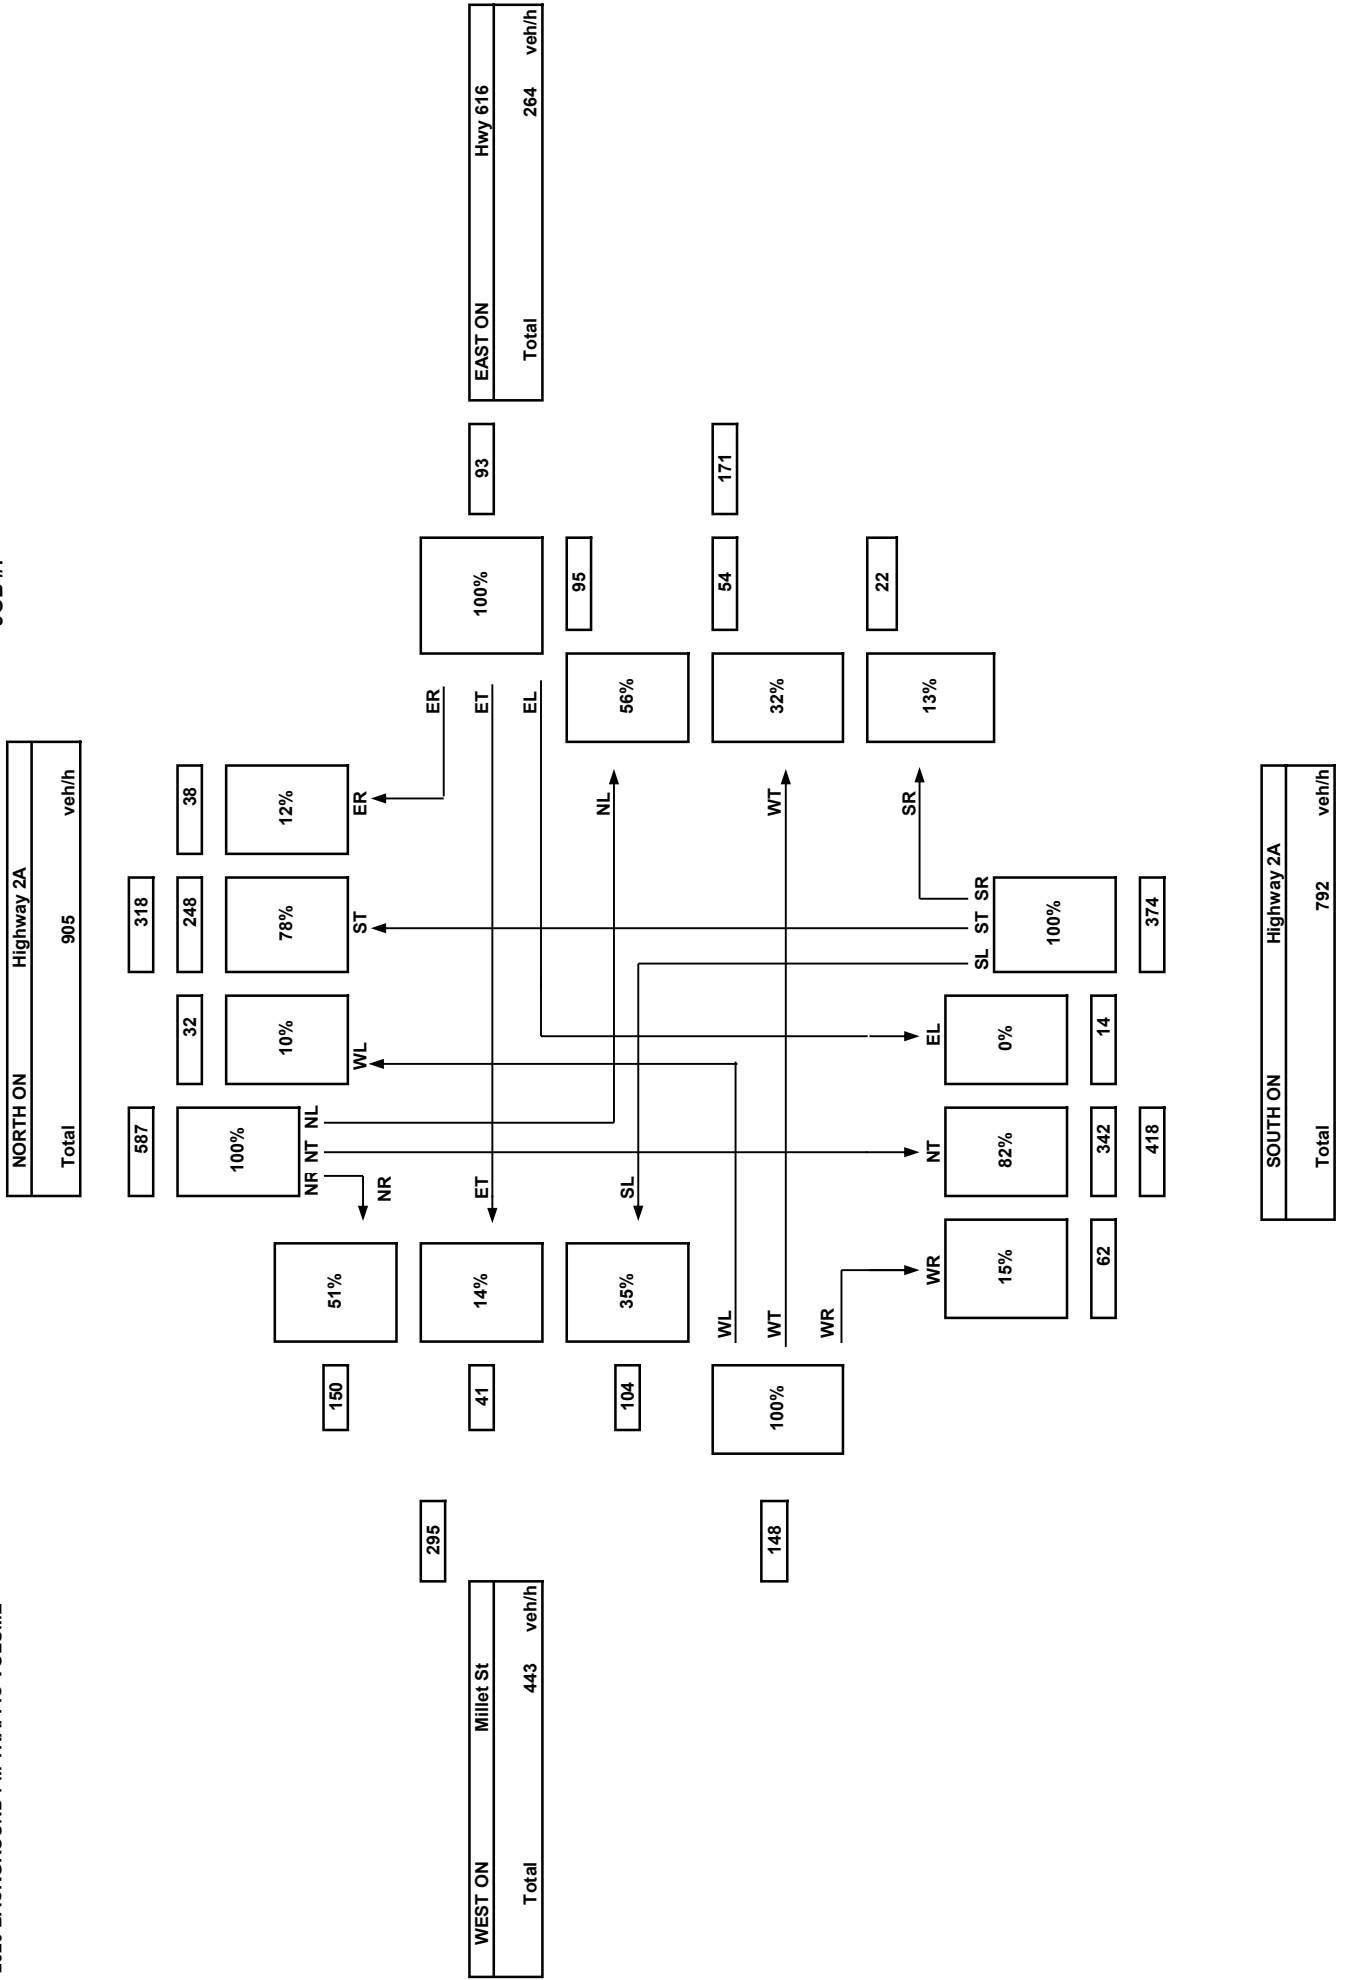 NORTH ON Highway 2A
Total 905 veh/h
587
318
32
248
38
100%
10%
78%
12%
NR NT NL
WL
ST
ER
NR
150
51%
ER
ET
EL
100%
93
EAST ON Hwy 616
Total 264 veh/h
295
41
14%
ET
WEST ON Millet St
Total 443 veh/h
104
35%
SL
NL
56%
95
WL
WT
WR
100%
148
WT
32%
54
171
SR
13%
22
WR
NT
EL
SL ST SR
15%
82%
0%
100%
62
342
14
374
418
SOUTH ON Highway 2A
Total 792 veh/h